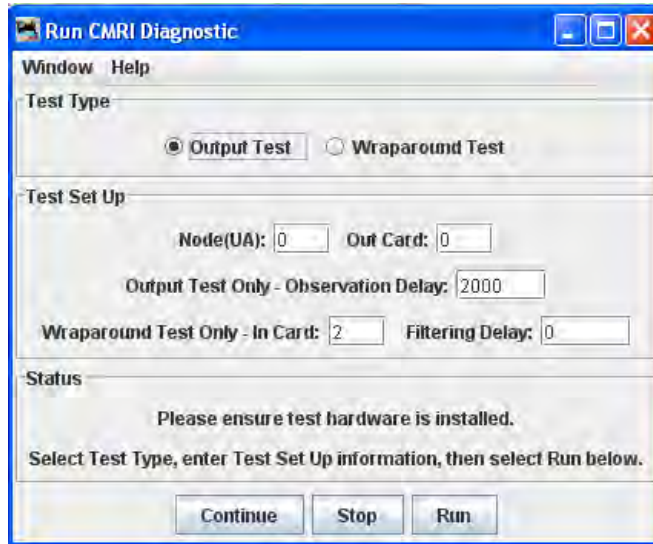 Run CMRI Diagnostic
Window Help
Test Type
Output Test Wraparound Test
Test Set Up
Node(UA): 0 Out Card: 0
Output Test Only - Observation Delay: 2000
Wraparound Test Only - In Card: 2 Filtering Delay: 0
Status
Please ensure test hardware is installed.
Select Test Type, enter Test Set Up information, then select Run below.
Continue Stop Run